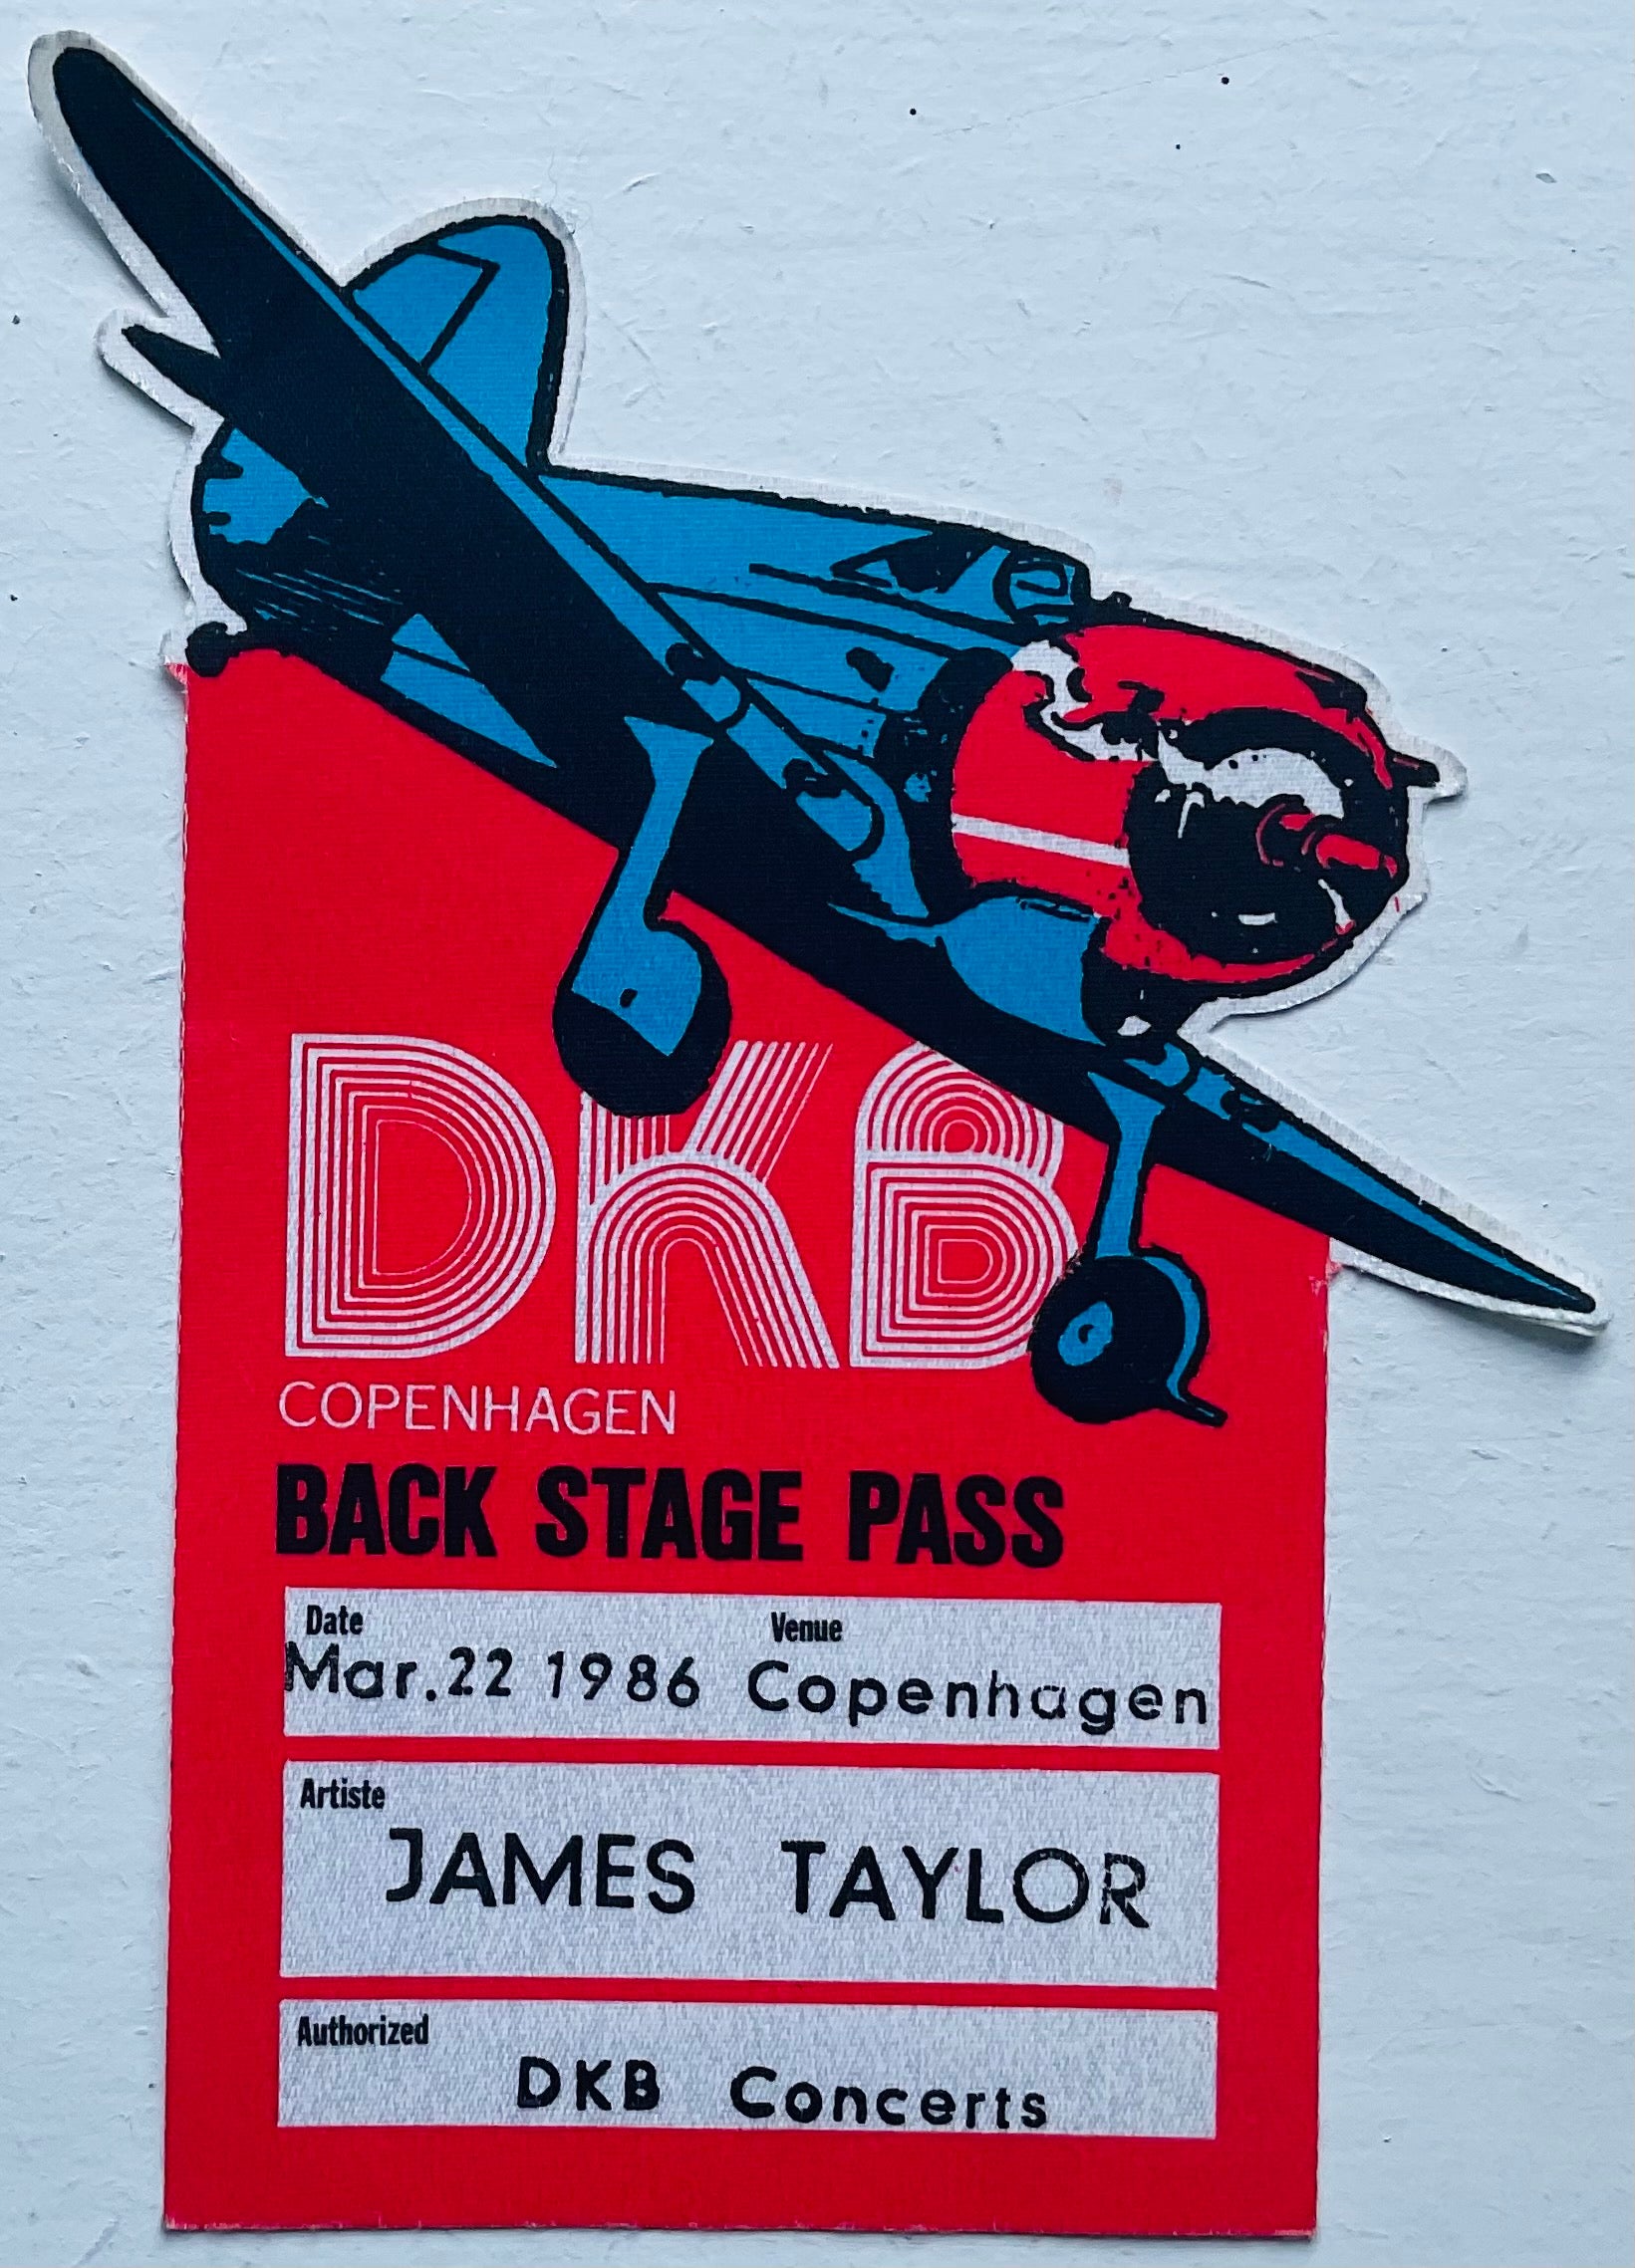 DKB
COPENHAGEN
BACK STAGE PASS
Date Venue
Mar.22 1986 Copenhagen
Artiste
JAMES TAYLOR
Authorized
DKB Concerts